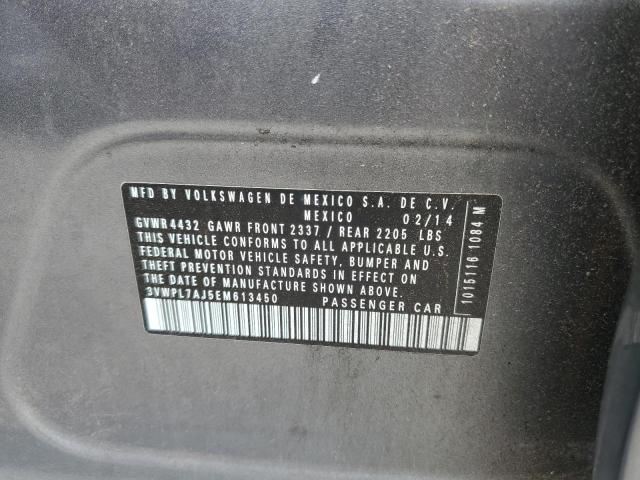 MFD BY VOLKSWAGEN DE MEXICO S.A. DE C.V.
MEXICO 02/14
GVWR 4432 GAWR FRONT 2337 / REAR 2205 LBS
THIS VEHICLE CONFORMS TO ALL APPLICABLE U.S.
FEDERAL MOTOR VEHICLE SAFETY, BUMPER AND
THEFT PREVENTION STANDARDS IN EFFECT ON
THE DATE OF MANUFACTURE SHOWN ABOVE.
3VWPL7AJ5EM613450 PASSENGER CAR
1015116 1084 M